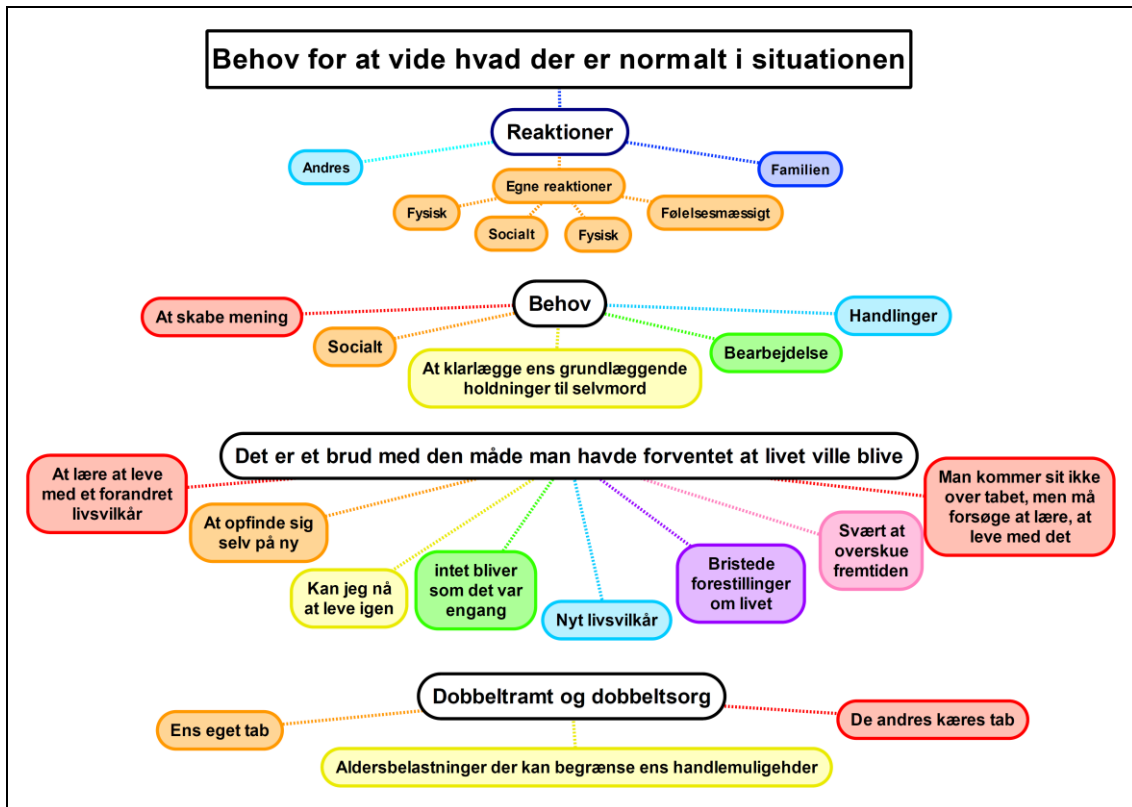 Behov for at vide hvad der er normalt i situationen
Reaktioner
Andres
Familien
Egne reaktioner
Fysisk
Følelsesmæssigt
Socialt
Fysisk
Behov
At skabe mening
Handlinger
Socialt
Bearbejdelse
At klarlægge ens grundlæggende
holdninger til selvmord
Det er et brud med den måde man havde forventet at livet ville blive
At lære at leve
med et forandret
livsvilkår
At opfinde sig
selv på ny
Kan jeg nå
at leve igen
intet bliver
som det var
engang
Nyt livsvilkår
Bristede
forestillinger
om livet
Svært at
overskue
fremtiden
Man kommer sit ikke
over tabet, men må
forsøge at lære, at
leve med det
Dobbeltramt og dobbeltsorg
Ens eget tab
De andres kæres tab
Aldersbelastninger der kan begrænse ens handlemuligehder